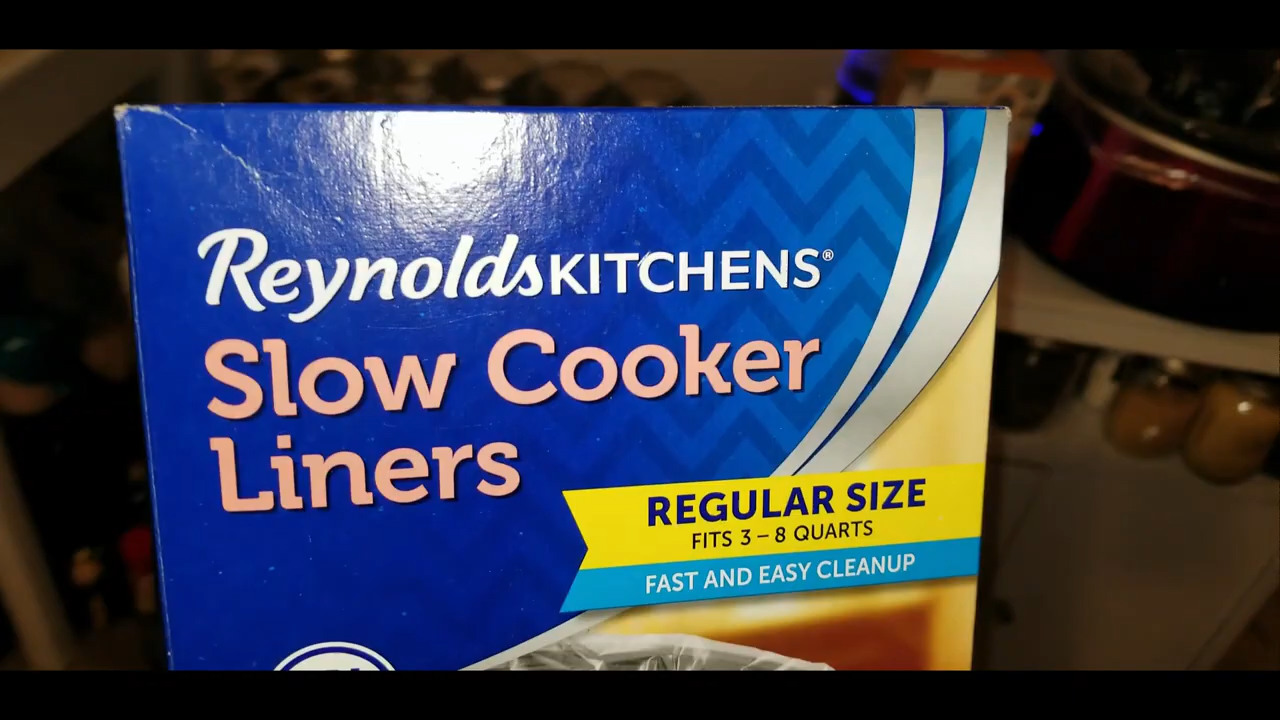 ReynoldsKITCHENS®
Slow Cooker
Liners
REGULAR SIZE
FITS 3 – 8 QUARTS
FAST AND EASY CLEANUP